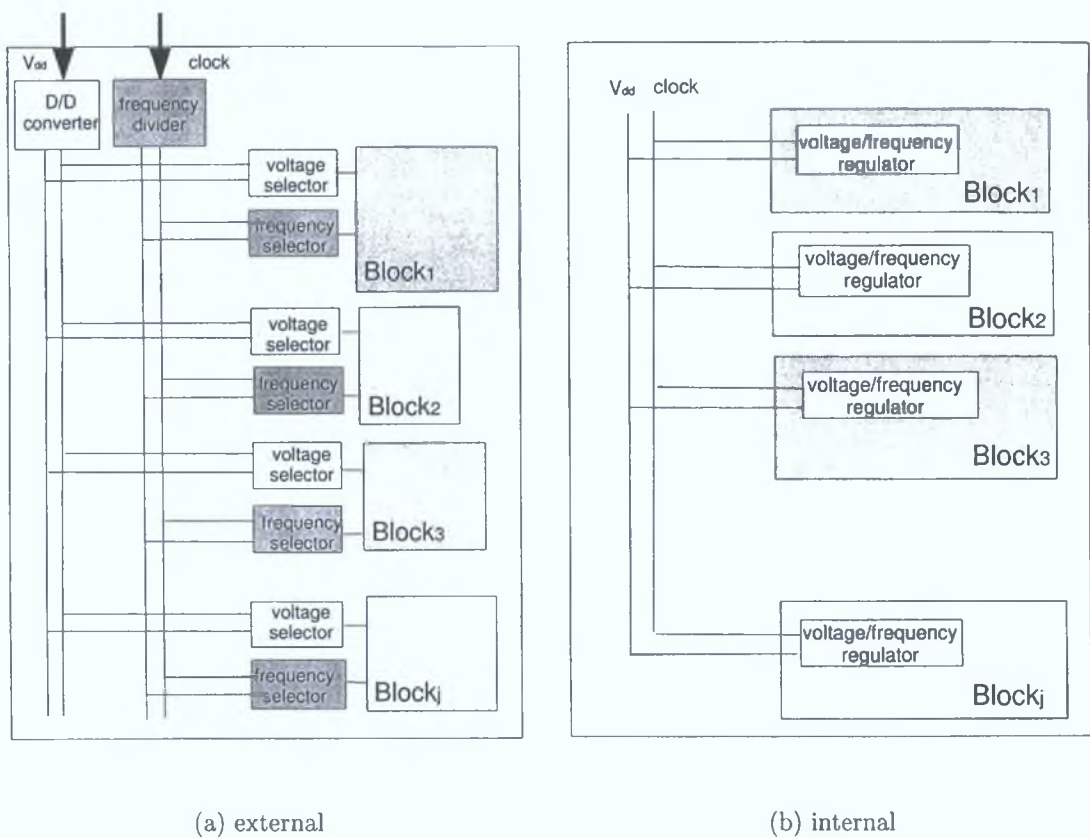 V_dd clock
D/D
converter
frequency
divider
voltage
selector
frequency
selector
Block₁
voltage
selector
frequency
selector
Block₂
voltage
selector
frequency
selector
Block₃
voltage
selector
frequency
selector
Blockⱼ
(a) external
V_dd clock
voltage/frequency
regulator
Block₁
voltage/frequency
regulator
Block₂
voltage/frequency
regulator
Block₃
voltage/frequency
regulator
Blockⱼ
(b) internal